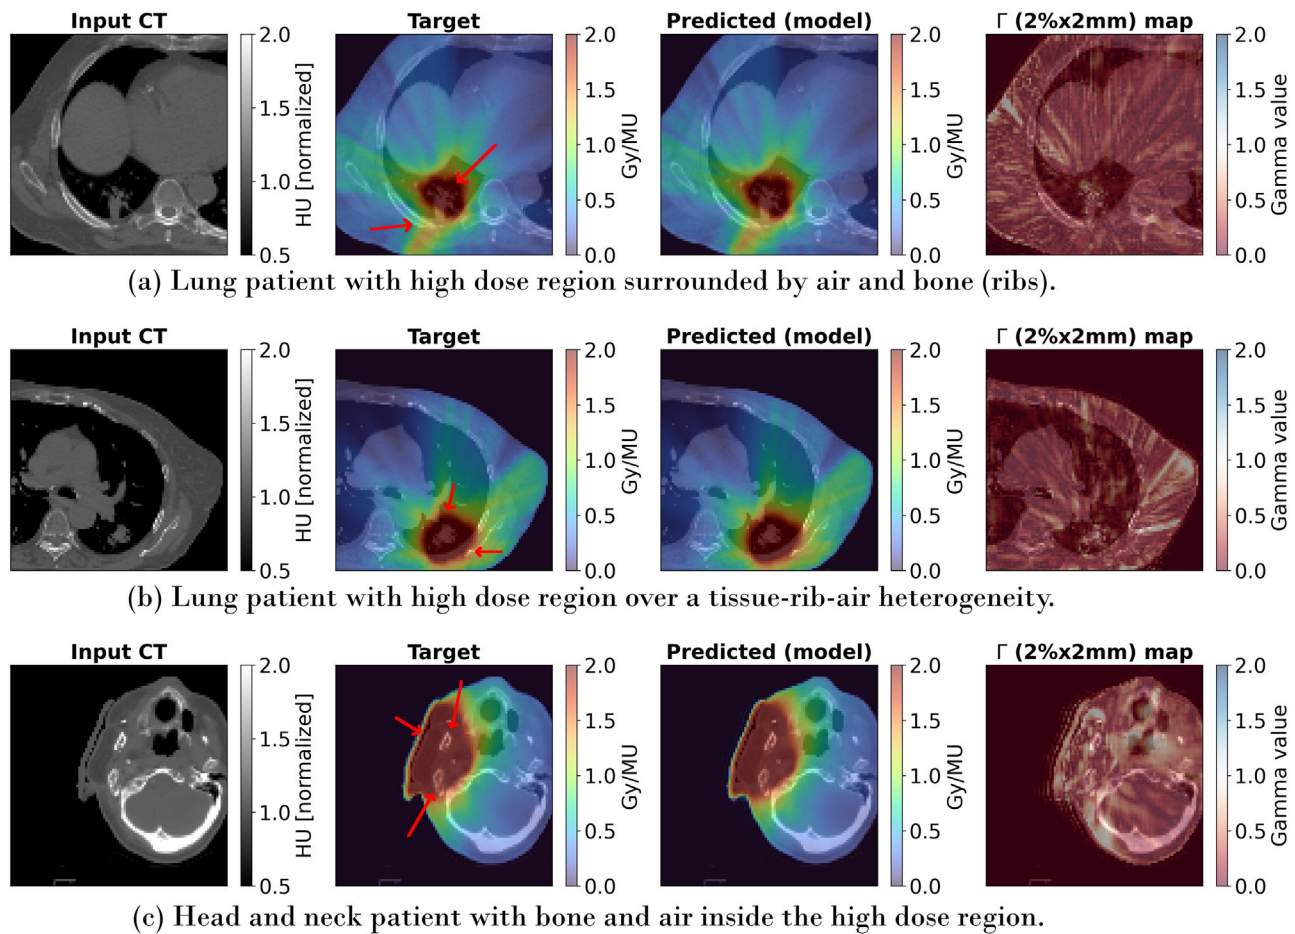 Input CT
Target
Predicted (model)
Γ (2%x2mm) map
2.0
1.5
1.0
0.5
HU [normalized]
2.0
1.5
1.0
0.5
0.0
Gy/MU
2.0
1.5
1.0
0.5
0.0
Gy/MU
2.0
1.5
1.0
0.5
0.0
Gamma value
(a) Lung patient with high dose region surrounded by air and bone (ribs).
Input CT
Target
Predicted (model)
Γ (2%x2mm) map
2.0
1.5
1.0
0.5
HU [normalized]
2.0
1.5
1.0
0.5
0.0
Gy/MU
2.0
1.5
1.0
0.5
0.0
Gy/MU
2.0
1.5
1.0
0.5
0.0
Gamma value
(b) Lung patient with high dose region over a tissue-rib-air heterogeneity.
Input CT
Target
Predicted (model)
Γ (2%x2mm) map
2.0
1.5
1.0
0.5
HU [normalized]
2.0
1.5
1.0
0.5
0.0
Gy/MU
2.0
1.5
1.0
0.5
0.0
Gy/MU
2.0
1.5
1.0
0.5
0.0
Gamma value
(c) Head and neck patient with bone and air inside the high dose region.